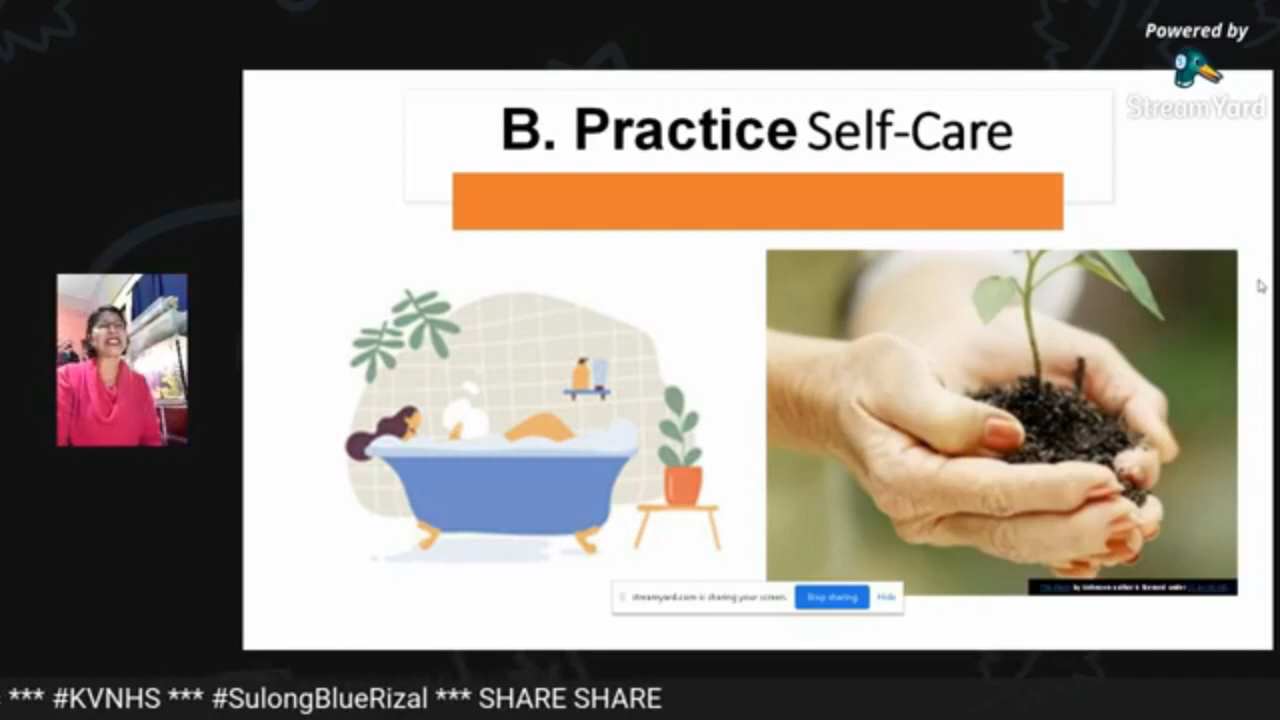 Powered by
StreamYard
B. Practice Self-Care
streamyard.com is sharing your screen.
Stop sharing
Hide
*** #KVNHS *** #SulongBlueRizal *** SHARE SHARE